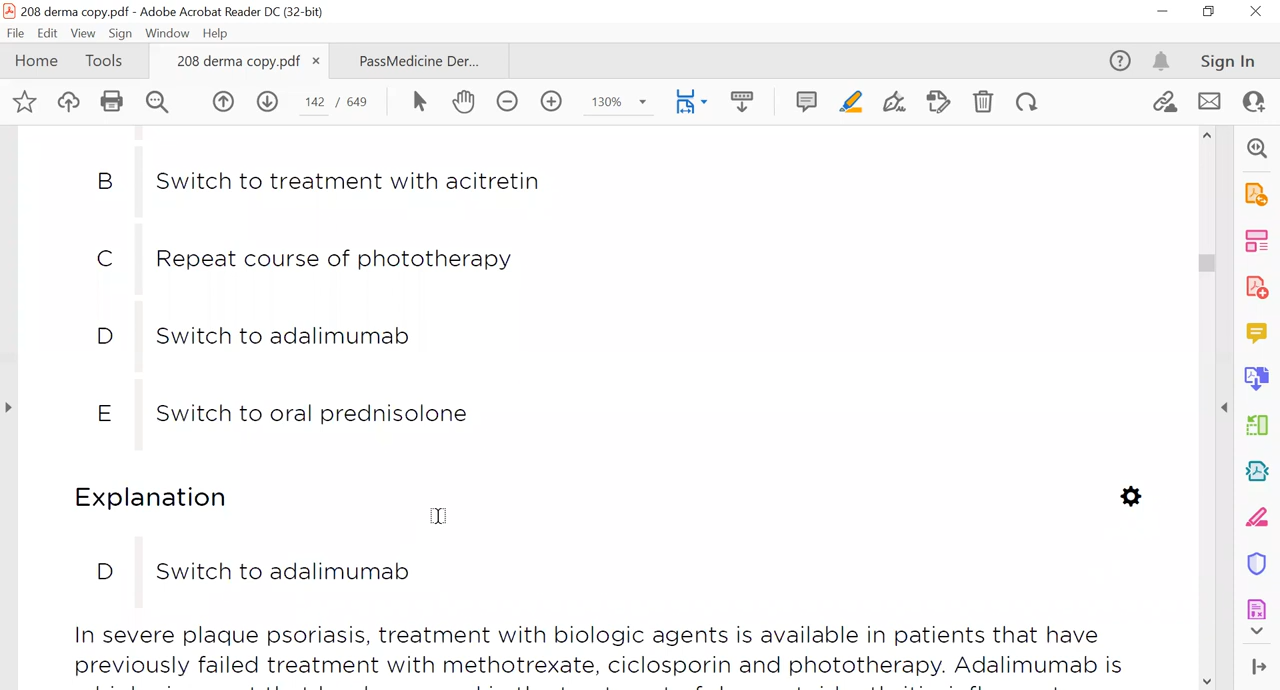 208 derma copy.pdf - Adobe Acrobat Reader DC (32-bit)
File Edit View Sign Window Help
Home Tools 208 derma copy.pdf × PassMedicine Der... Sign In
142 / 649 130%
B Switch to treatment with acitretin
C Repeat course of phototherapy
D Switch to adalimumab
E Switch to oral prednisolone
Explanation
D Switch to adalimumab
In severe plaque psoriasis, treatment with biologic agents is available in patients that have
previously failed treatment with methotrexate, ciclosporin and phototherapy. Adalimumab is